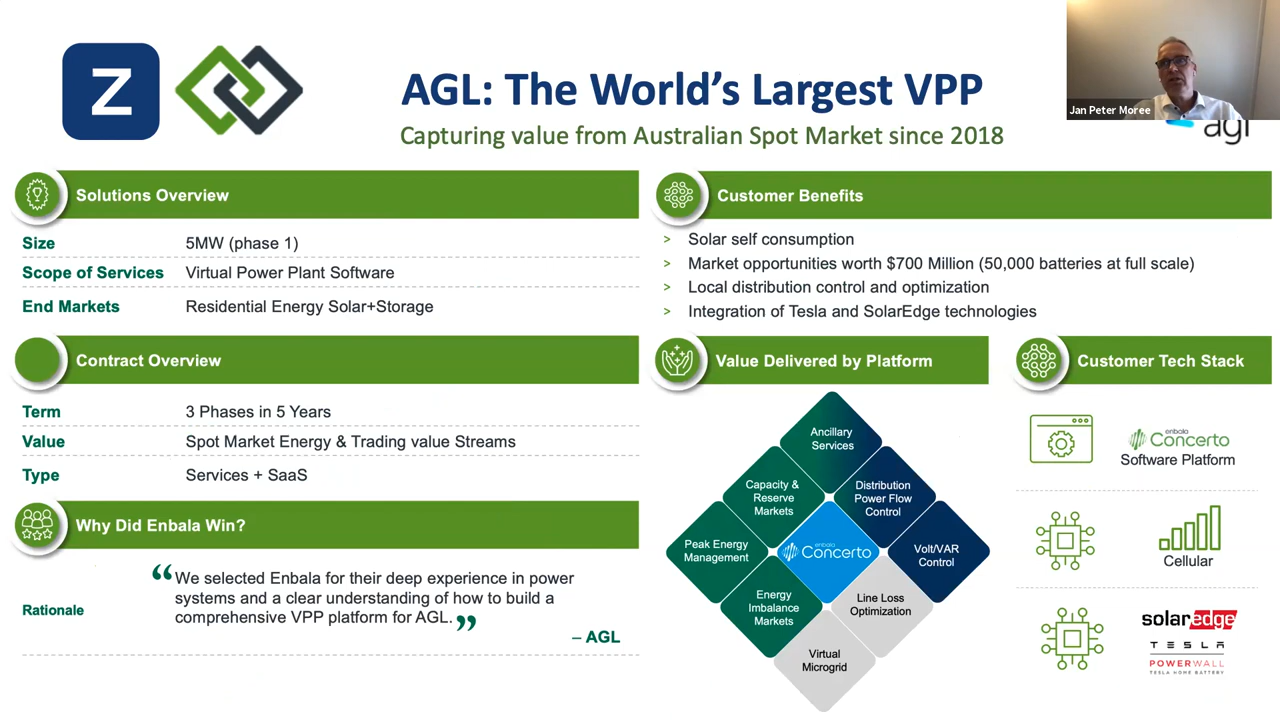 Z
AGL: The World's Largest VPP
Capturing value from Australian Spot Market since 2018
Jan Peter Moree
agl
Solutions Overview
Size 5MW (phase 1)
Scope of Services Virtual Power Plant Software
End Markets Residential Energy Solar+Storage
Contract Overview
Term 3 Phases in 5 Years
Value Spot Market Energy & Trading value Streams
Type Services + SaaS
Why Did Enbala Win?
Rationale
“We selected Enbala for their deep experience in power
systems and a clear understanding of how to build a
comprehensive VPP platform for AGL.”
– AGL
Customer Benefits
> Solar self consumption
> Market opportunities worth $700 Million (50,000 batteries at full scale)
> Local distribution control and optimization
> Integration of Tesla and SolarEdge technologies
Value Delivered by Platform
Ancillary
Services
Capacity &
Reserve
Markets
Distribution
Power Flow
Control
Peak Energy
Management
enbala
Concerto
Volt/VAR
Control
Energy
Imbalance
Markets
Line Loss
Optimization
Virtual
Microgrid
Customer Tech Stack
enbala
Concerto
Software Platform
Cellular
solaredge
TESLA
POWERWALL
TESLA HOME BATTERY